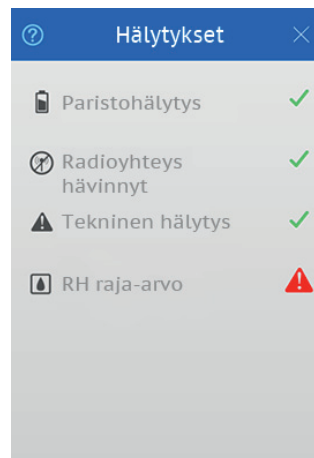 Hälytykset
Paristohälytys
Radioyhteys
hävinnyt
Tekninen hälytys
RH raja-arvo